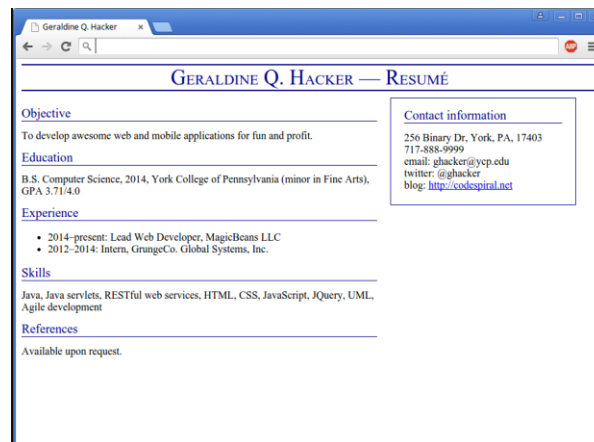 Geraldine Q. Hacker
ABP
Geraldine Q. Hacker — Resumé
Objective
To develop awesome web and mobile applications for fun and profit.
Education
B.S. Computer Science, 2014, York College of Pennsylvania (minor in Fine Arts),
GPA 3.71/4.0
Experience
• 2014–present: Lead Web Developer, MagicBeans LLC
• 2012–2014: Intern, GrungeCo. Global Systems, Inc.
Skills
Java, Java servlets, RESTful web services, HTML, CSS, JavaScript, JQuery, UML,
Agile development
References
Available upon request.
Contact information
256 Binary Dr, York, PA, 17403
717-888-9999
email: ghacker@ycp.edu
twitter: @ghacker
blog: http://codespiral.net